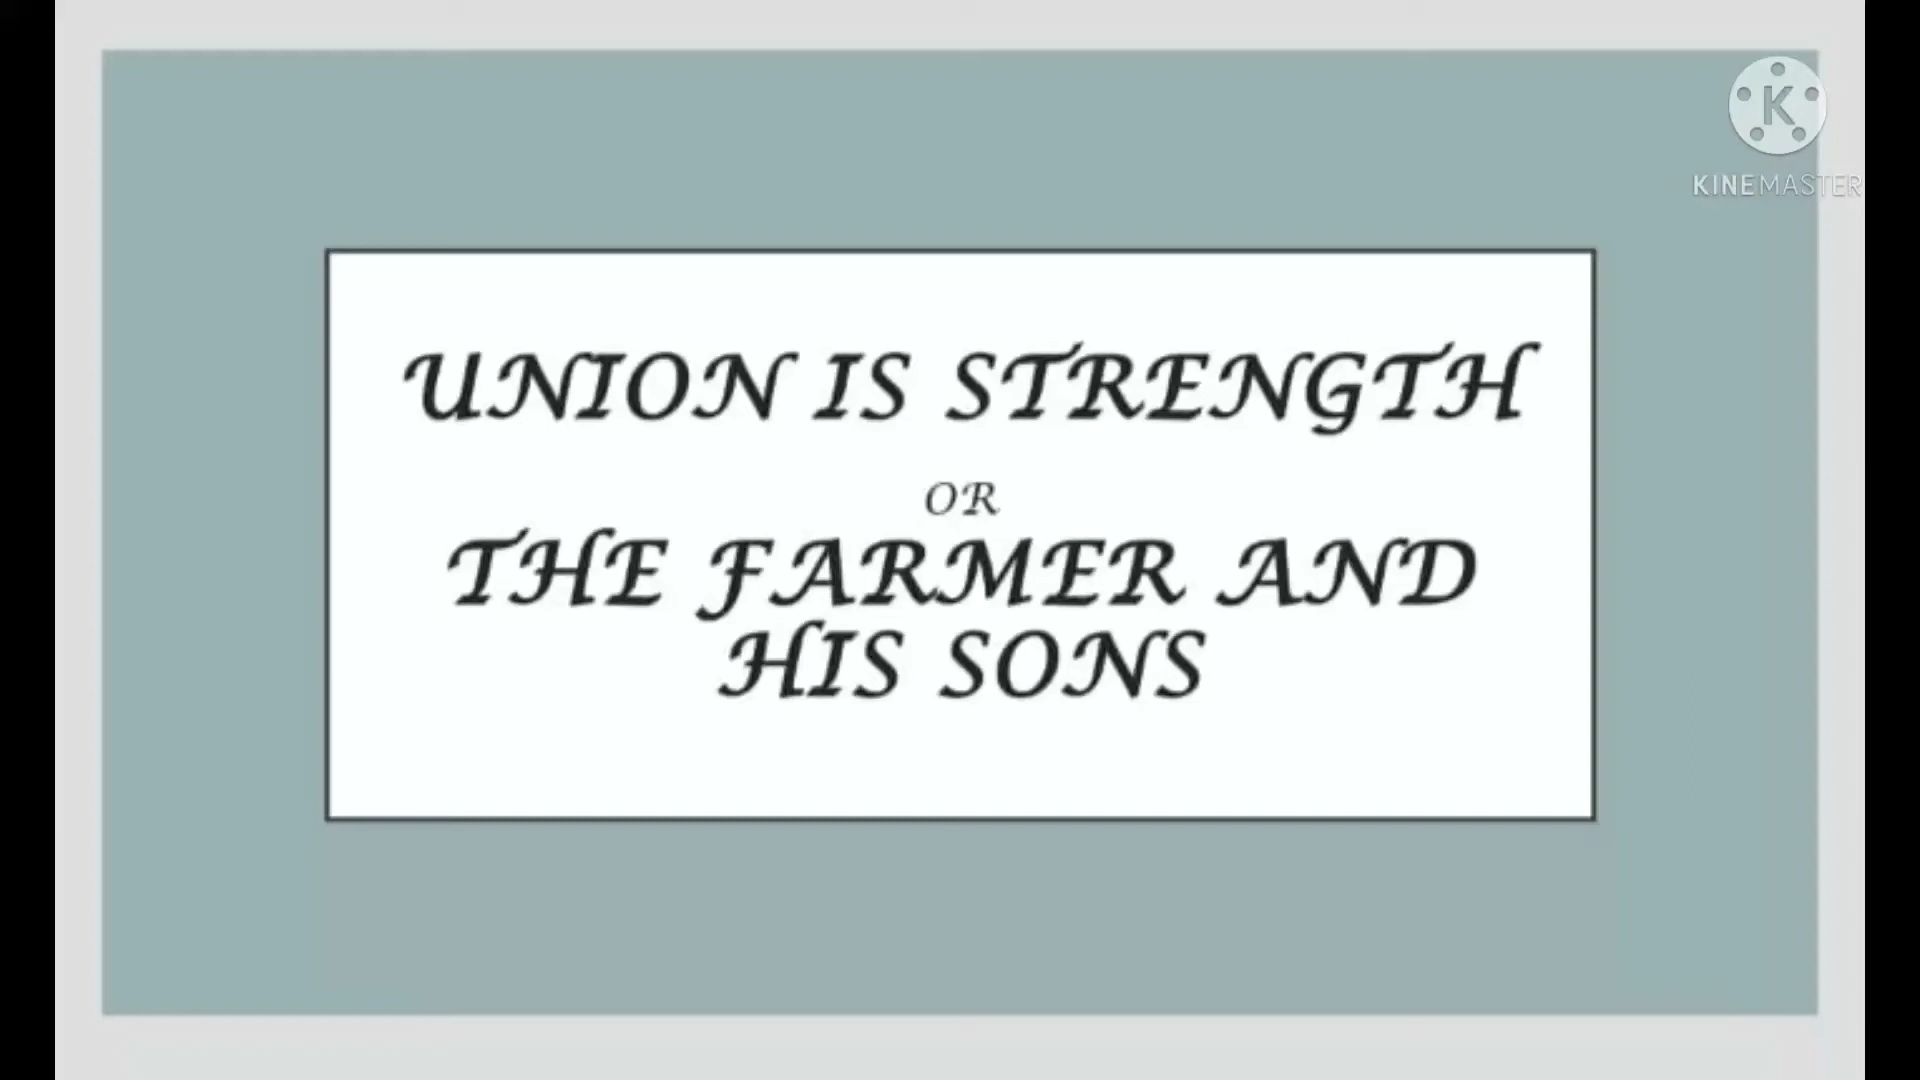 K
KINEMASTER
UNION IS STRENGTH
OR
THE FARMER AND
HIS SONS